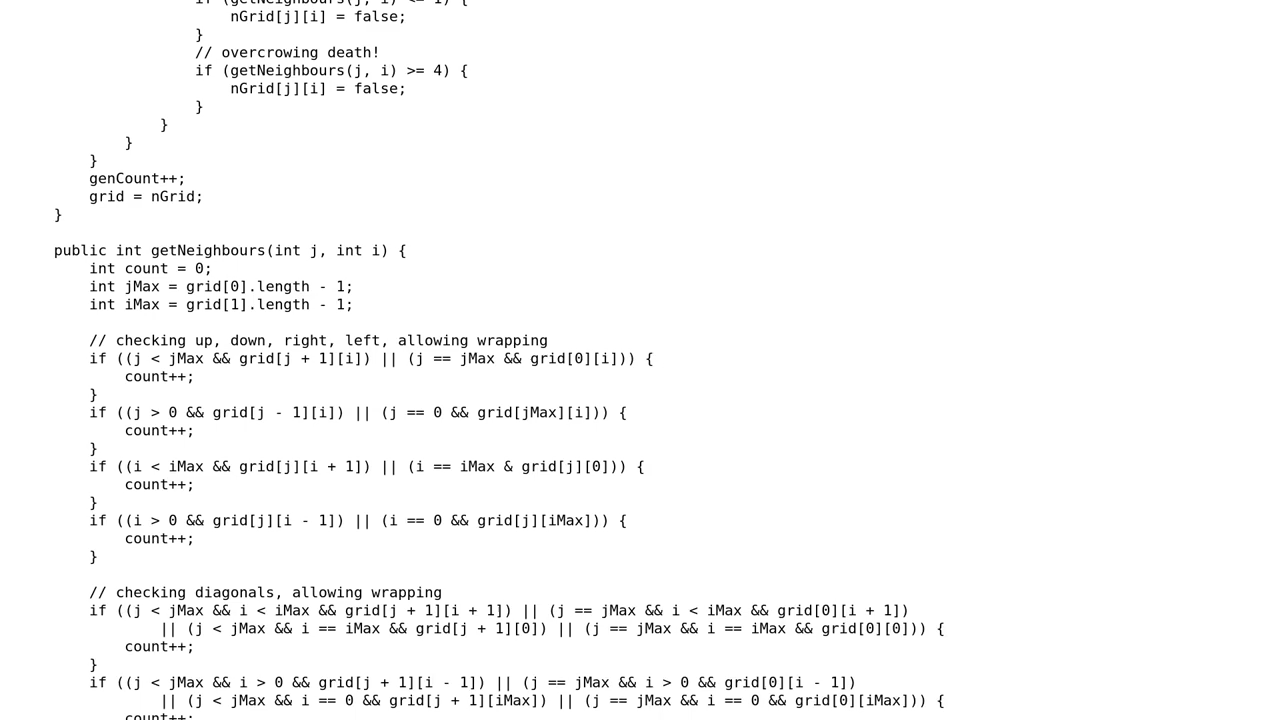 if (getNeighbours(j, i) <= 1) {
nGrid[j][i] = false;
}
// overcrowing death!
if (getNeighbours(j, i) >= 4) {
nGrid[j][i] = false;
}
}
}
}
genCount++;
grid = nGrid;
}
public int getNeighbours(int j, int i) {
int count = 0;
int jMax = grid[0].length - 1;
int iMax = grid[1].length - 1;
// checking up, down, right, left, allowing wrapping
if ((j < jMax && grid[j + 1][i]) || (j == jMax && grid[0][i])) {
count++;
}
if ((j > 0 && grid[j - 1][i]) || (j == 0 && grid[jMax][i])) {
count++;
}
if ((i < iMax && grid[j][i + 1]) || (i == iMax & grid[j][0])) {
count++;
}
if ((i > 0 && grid[j][i - 1]) || (i == 0 && grid[j][iMax])) {
count++;
}
// checking diagonals, allowing wrapping
if ((j < jMax && i < iMax && grid[j + 1][i + 1]) || (j == jMax && i < iMax && grid[0][i + 1])
|| (j < jMax && i == iMax && grid[j + 1][0]) || (j == jMax && i == iMax && grid[0][0])) {
count++;
}
if ((j < jMax && i > 0 && grid[j + 1][i - 1]) || (j == jMax && i > 0 && grid[0][i - 1])
|| (j < jMax && i == 0 && grid[j + 1][iMax]) || (j == jMax && i == 0 && grid[0][iMax])) {
count++;